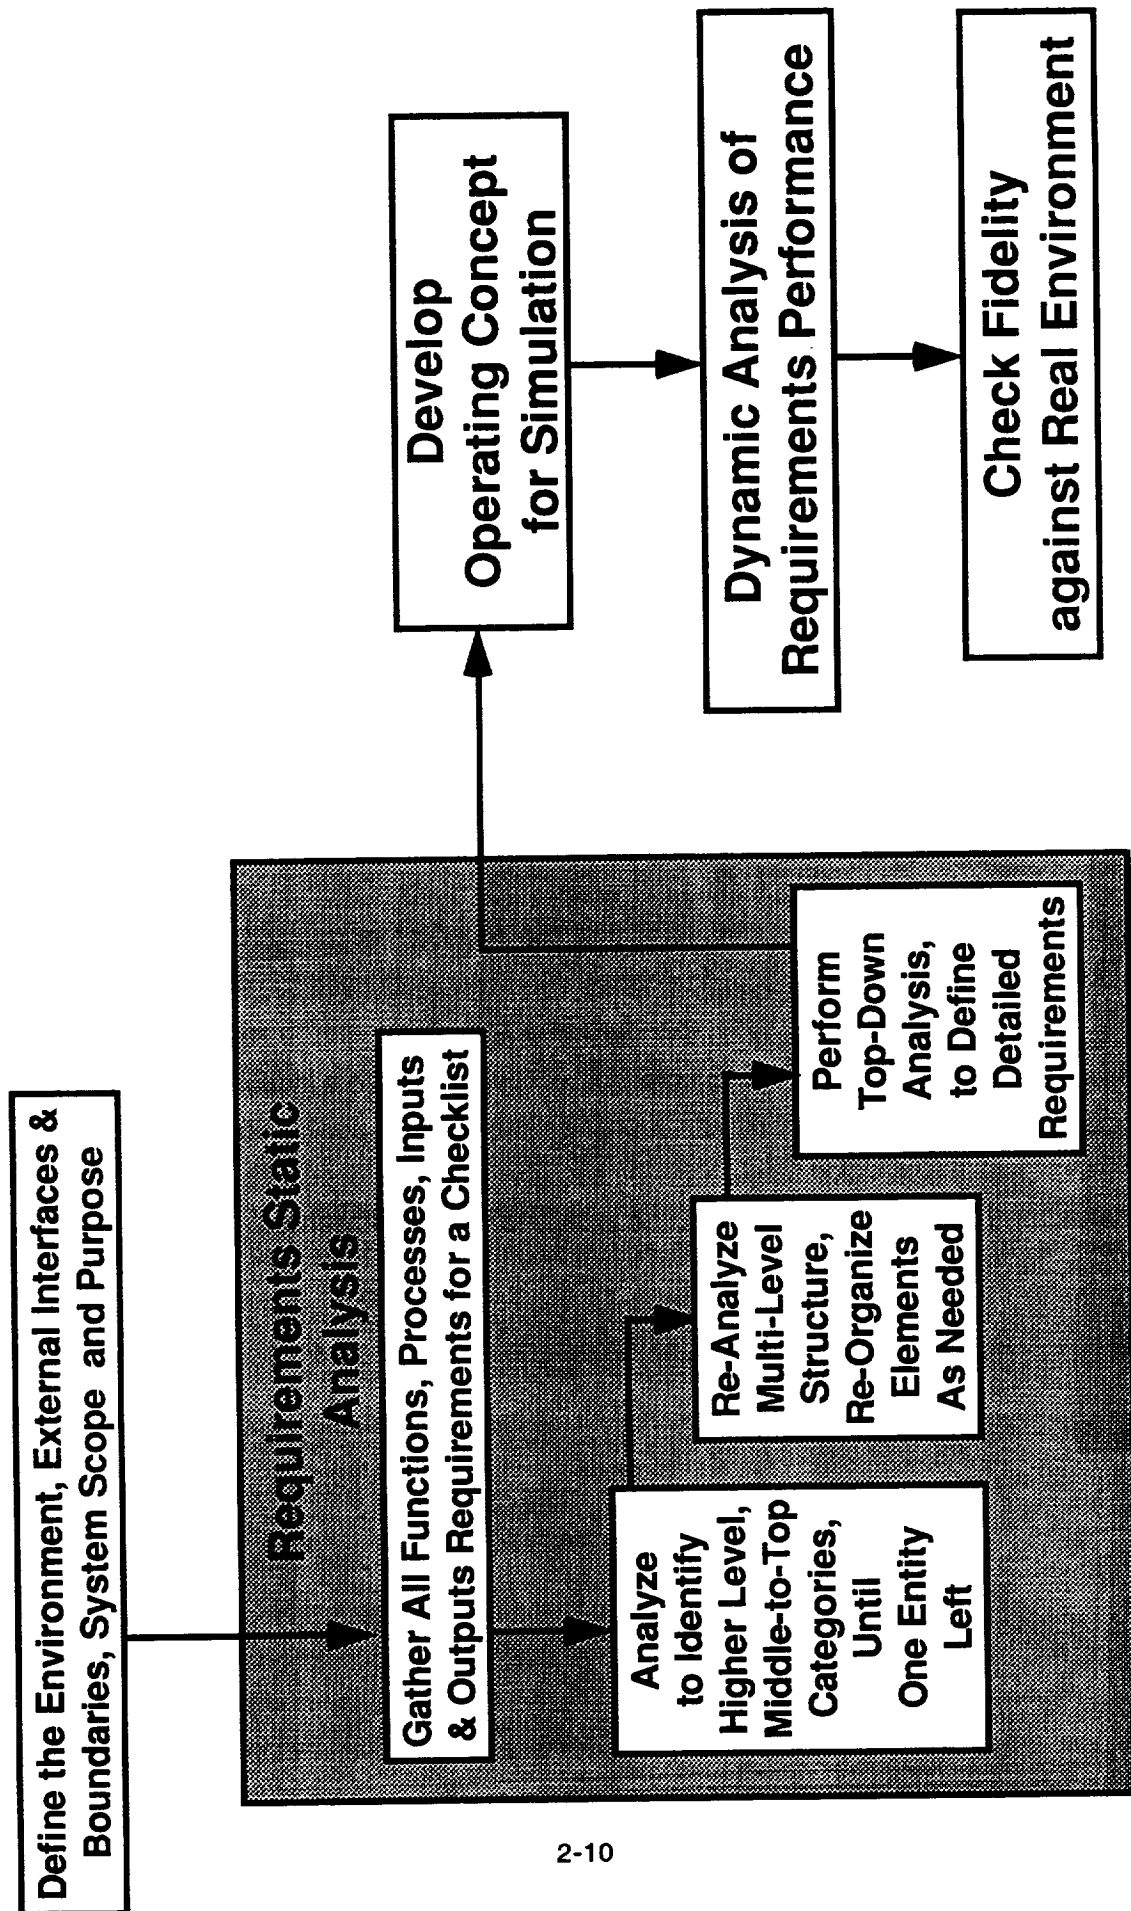 Define the Environment, External Interfaces &
Boundaries, System Scope and Purpose
Requirements Static
Analysis
Gather All Functions, Processes, Inputs
& Outputs Requirements for a Checklist
Analyze
to Identify
Higher Level,
Middle-to-Top
Categories,
Until
One Entity
Left
Re-Analyze
Multi-Level
Structure,
Re-Organize
Elements
As Needed
Perform
Top-Down
Analysis,
to Define
Detailed
Requirements
Develop
Operating Concept
for Simulation
Dynamic Analysis of
Requirements Performance
Check Fidelity
against Real Environment
2-10